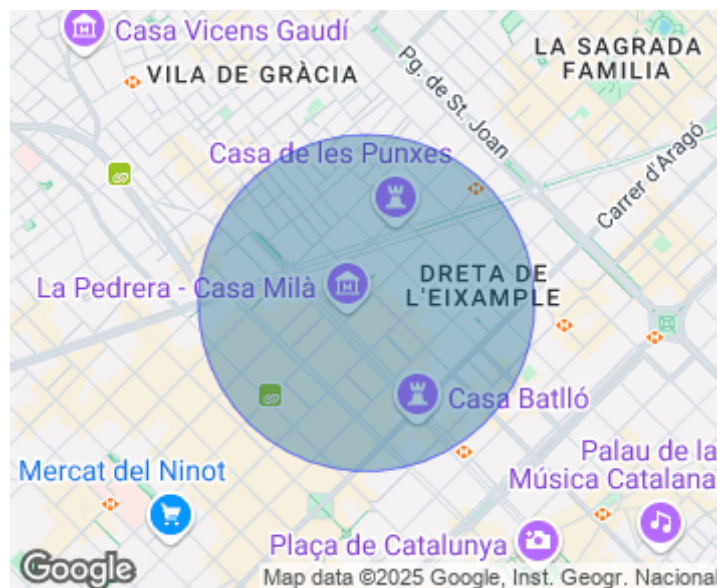 Casa Vicens Gaudí
VILA DE GRÀCIA
LA SAGRADA
FAMILIA
Pg. de St. Joan
Carrer d'Aragó
Casa de les Punxes
La Pedrera - Casa Milà
DRETA DE
L'EIXAMPLE
Casa Batlló
Mercat del Ninot
Palau de la
Música Catalana
Plaça de Catalunya
Google
Map data ©2025 Google, Inst. Geogr. Nacional